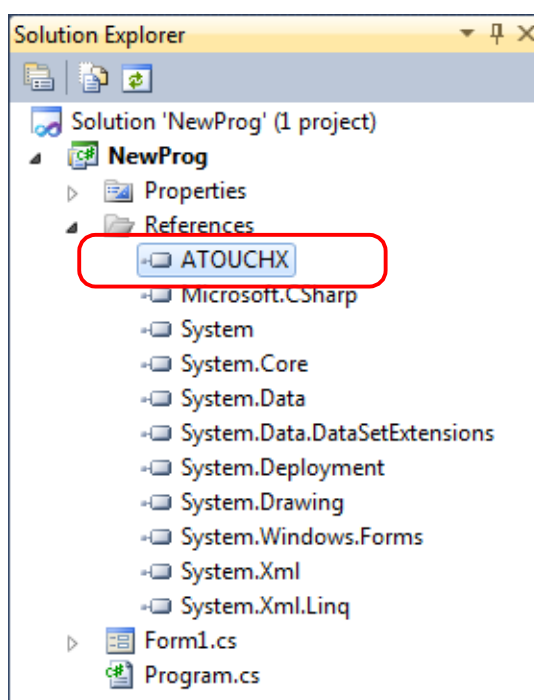 Solution Explorer
Solution 'NewProg' (1 project)
NewProg
Properties
References
ATOUCHX
Microsoft.CSharp
System
System.Core
System.Data
System.Data.DataSetExtensions
System.Deployment
System.Drawing
System.Windows.Forms
System.Xml
System.Xml.Linq
Form1.cs
Program.cs